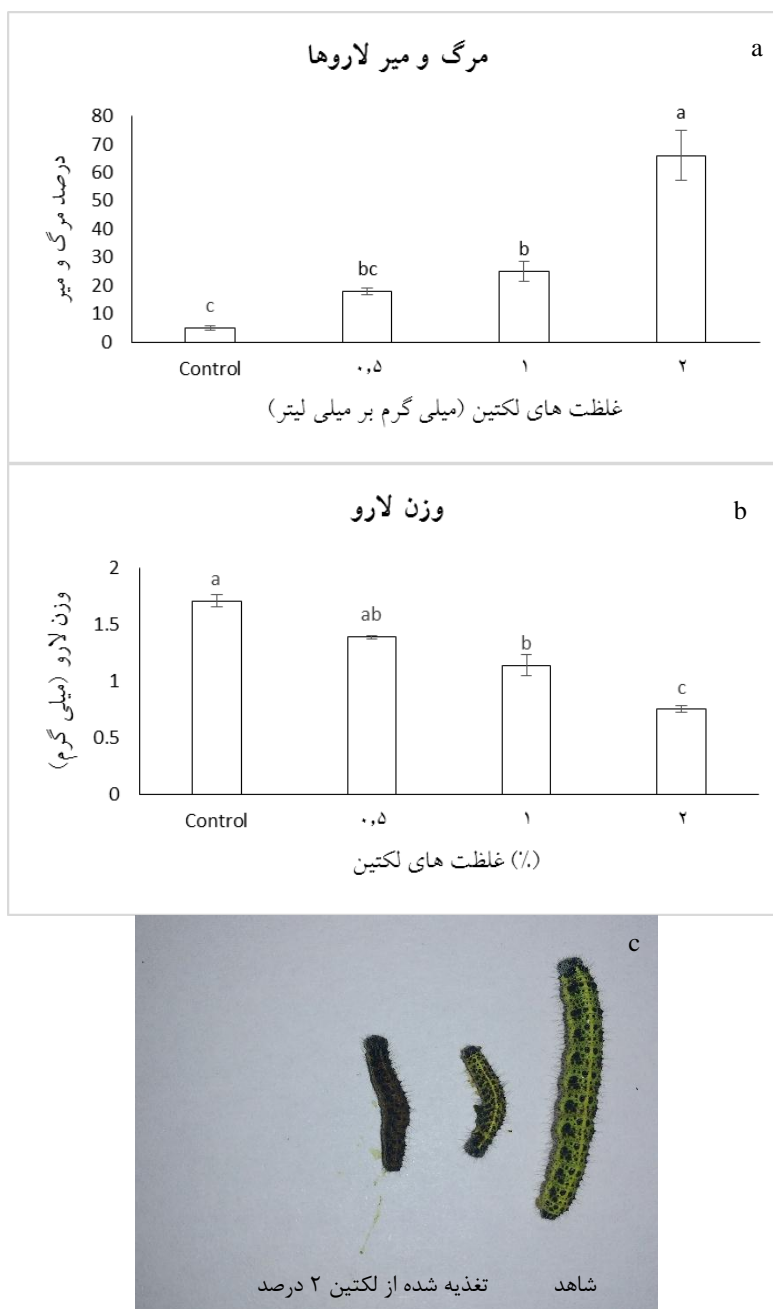 مرگ و میر لاروها
a
درصد مرگ و میر
80
70
60
50
40
30
20
10
0
c
bc
b
a
Control
۰,۵
۱
۲
غلظت های لکتین (میلی گرم بر میلی لیتر)
وزن لارو
b
وزن لارو (میلی گرم)
2
1.5
1
0.5
0
a
ab
b
c
Control
۰,۵
۱
۲
(٪) غلظت های لکتین
c
شاهد
تغذیه شده از لکتین ۲ درصد